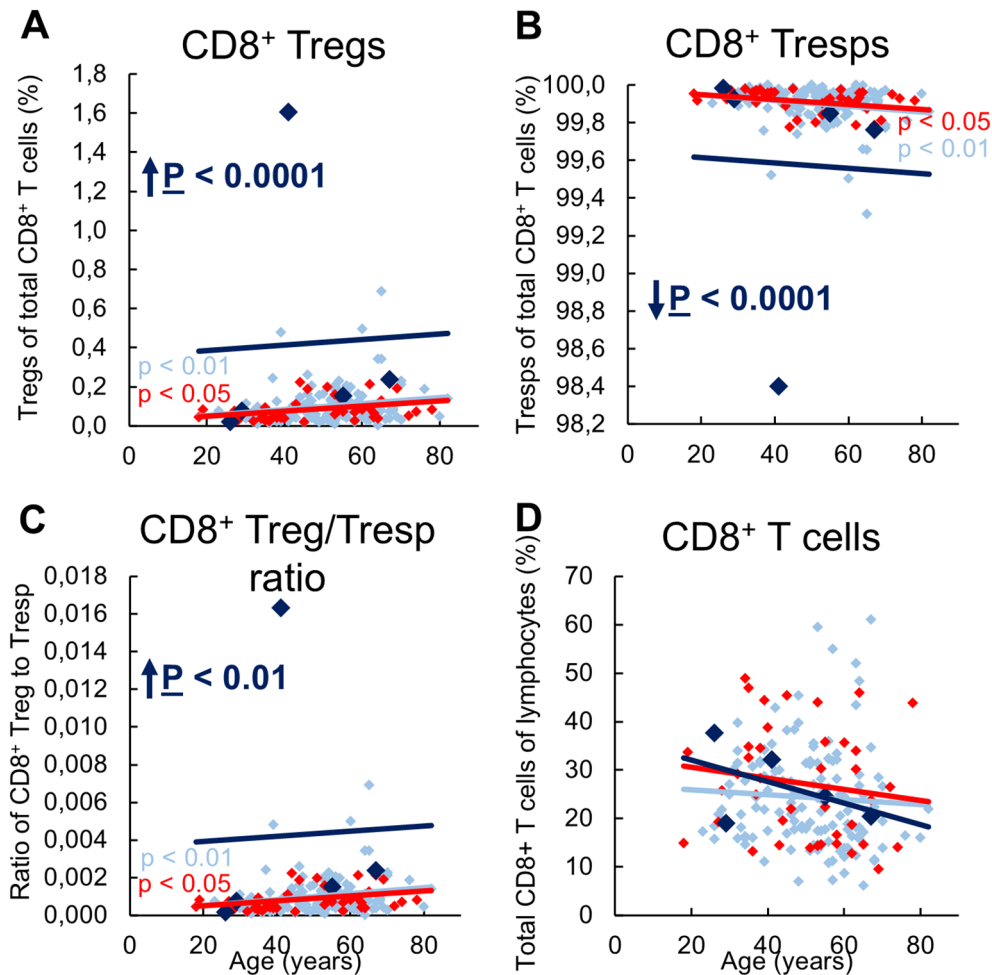 A
CD8⁺ Tregs
Tregs of total CD8⁺ T cells (%)
1,8
1,6
1,4
1,2
1,0
0,8
0,6
0,4
0,2
0,0
P < 0.0001
p < 0.01
p < 0.05
0
20
40
60
80
B
CD8⁺ Tresps
Tresps of total CD8⁺ T cells (%)
100,0
99,8
99,6
99,4
99,2
99,0
98,8
98,6
98,4
98,2
p < 0.05
p < 0.01
P < 0.0001
0
20
40
60
80
C
CD8⁺ Treg/Tresp
ratio
Ratio of CD8⁺ Treg to Tresp
0,018
0,016
0,014
0,012
0,010
0,008
0,006
0,004
0,002
0,000
P < 0.01
p < 0.01
p < 0.05
0
20
40
60
80
Age (years)
D
CD8⁺ T cells
Total CD8+ T cells of lymphocytes (%)
70
60
50
40
30
20
10
0
0
20
40
60
80
Age (years)